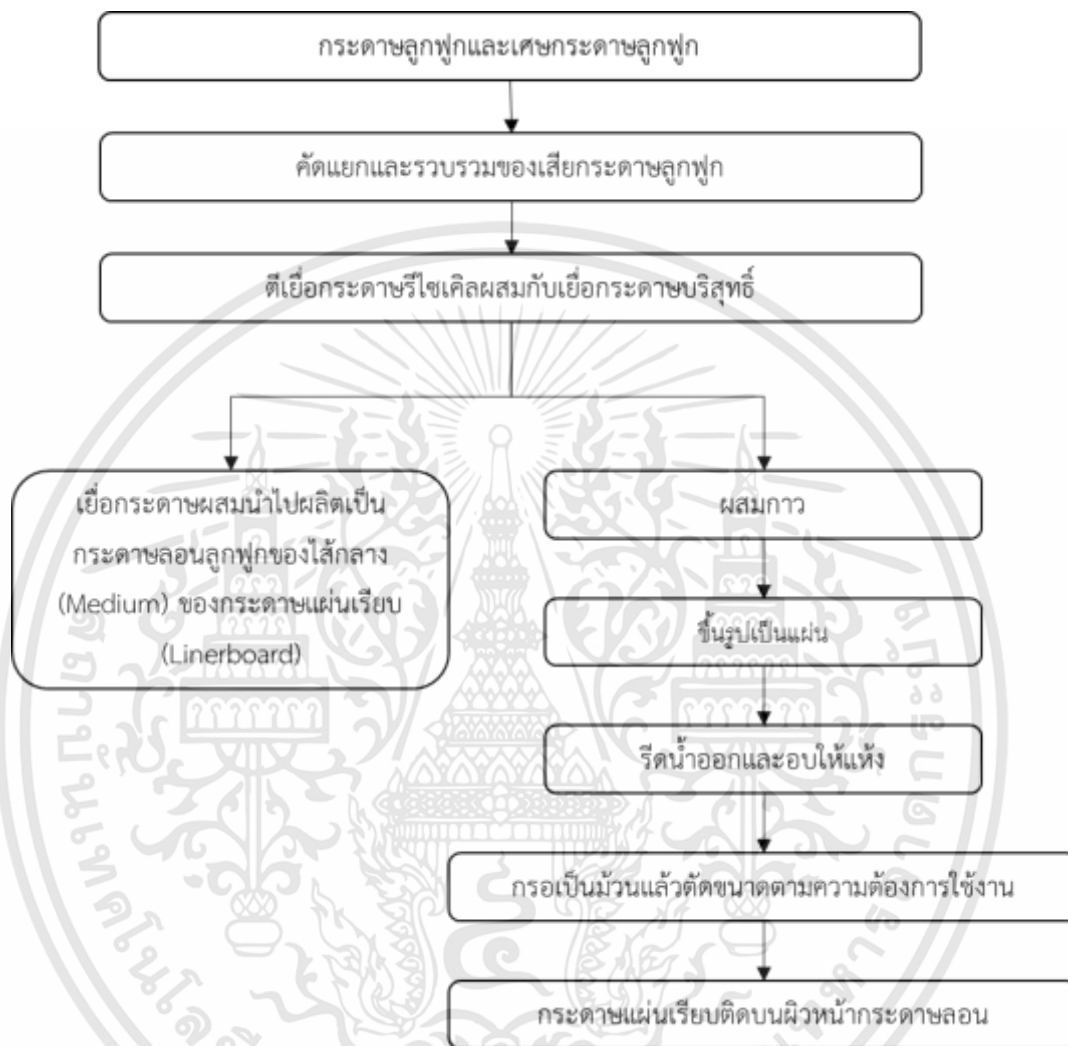 กระดาษลูกฟูกและเศษกระดาษลูกฟูก
คัดแยกและรวบรวมของเสียกระดาษลูกฟูก
ตีเยื่อกระดาษรีไซเคิลผสมกับเยื่อกระดาษบริสุทธิ์
เยื่อกระดาษผสมนำไปผลิตเป็น
กระดาษลอนลูกฟูกของไส้กลาง
(Medium) ของกระดาษแผ่นเรียบ
(Linerboard)
ผสมกาว
ขึ้นรูปเป็นแผ่น
รีดน้ำออกและอบให้แห้ง
กรอเป็นม้วนแล้วตัดขนาดตามความต้องการใช้งาน
กระดาษแผ่นเรียบติดบนผิวหน้ากระดาษลอน